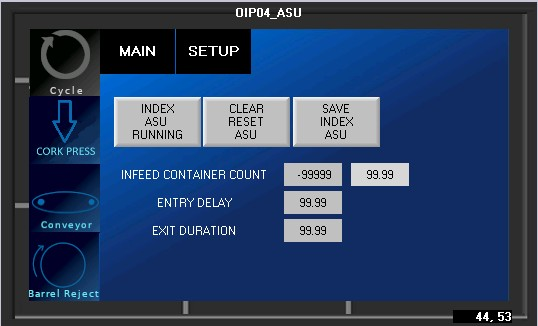 OIP04_ASU
MAIN
SETUP
Cycle
CORK PRESS
Conveyor
Barrel Reject
INDEX
ASU
RUNNING
CLEAR
RESET
ASU
SAVE
INDEX
ASU
INFEED CONTAINER COUNT -99999 99.99
ENTRY DELAY 99.99
EXIT DURATION 99.99
44, 53